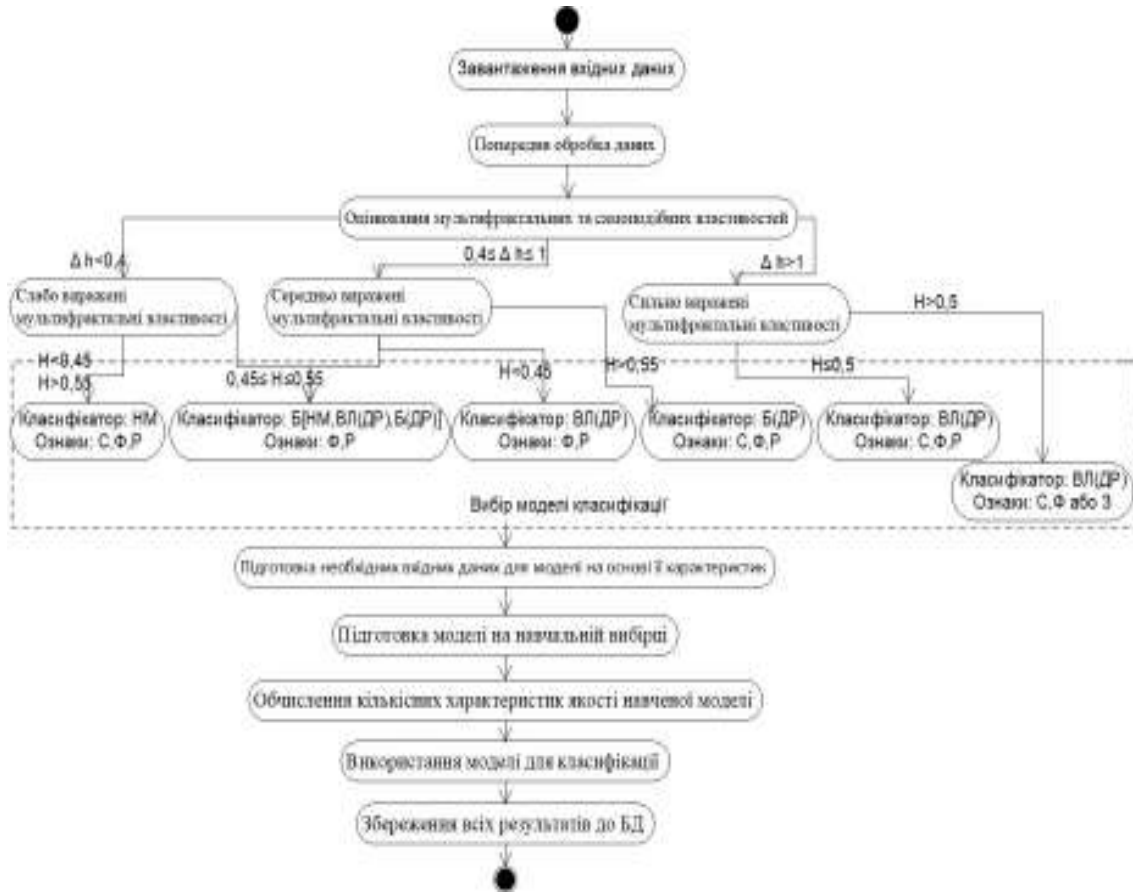 Завантаження вхідних даних
Попередня обробка даних
Оцінювання мультифрактальних та самоподібних властивостей
Δ h<0,4
0,4≤ Δ h≤ 1
Δ h>1
Слабо виражені
мультифрактальні властивості
Середньо виражені
мультифрактальні властивості
Сильно виражені
мультифрактальні властивості
H>0,5
H<0,45
H>0,55
0,45≤ H≤0,55
H<0,45
H>0,55
H≤0,5
Класифікатор: НМ
Ознаки: С,Ф,Р
Класифікатор: Б[НМ,ВЛ(ДР),Б(ДР)]
Ознаки: Ф,Р
Класифікатор: ВЛ(ДР)
Ознаки: Ф,Р
Класифікатор: Б(ДР)
Ознаки: С,Ф,Р
Класифікатор: ВЛ(ДР)
Ознаки: С,Ф,Р
Класифікатор: ВЛ(ДР)
Ознаки: С,Ф або З
Вибір моделі класифікації
Підготовка необхідних вхідних даних для моделі на основі її характеристик
Підготовка моделі на навчальній вибірці
Обчислення кількісних характеристик якості навченої моделі
Використання моделі для класифікації
Збереження всіх результатів до БД